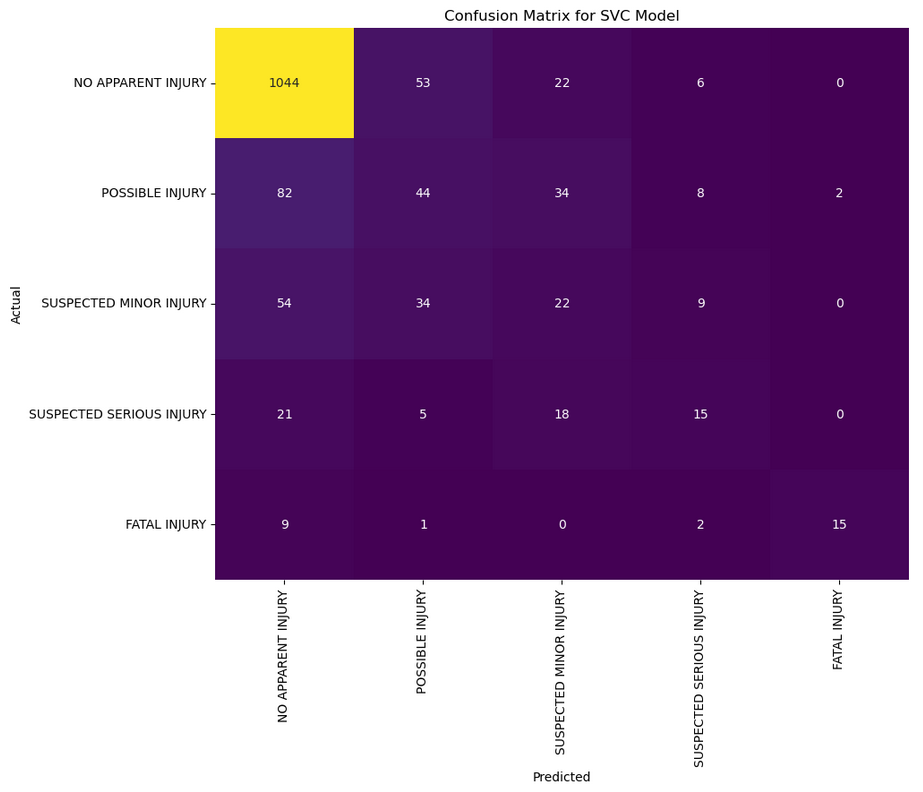 Confusion Matrix for SVC Model
NO APPARENT INJURY 1044 53 22 6 0
POSSIBLE INJURY 82 44 34 8 2
SUSPECTED MINOR INJURY 54 34 22 9 0
SUSPECTED SERIOUS INJURY 21 5 18 15 0
FATAL INJURY 9 1 0 2 15
Actual
NO APPARENT INJURY
POSSIBLE INJURY
SUSPECTED MINOR INJURY
SUSPECTED SERIOUS INJURY
FATAL INJURY
Predicted